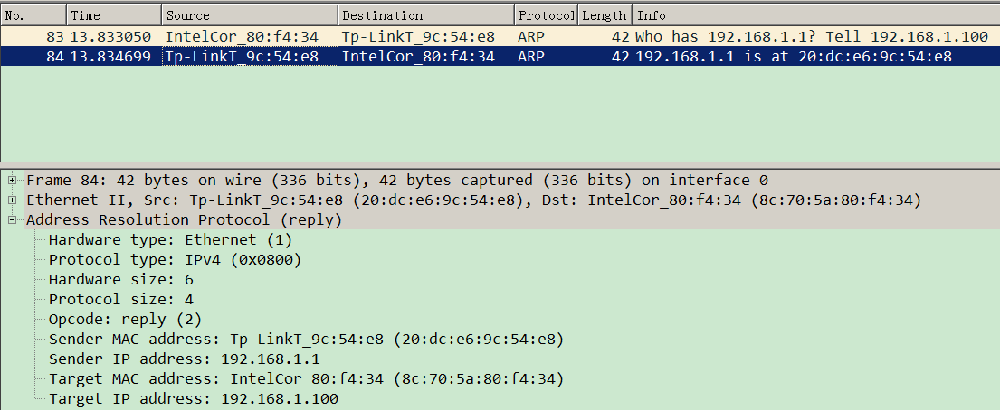 No. Time Source Destination Protocol Length Info
83 13.833050 IntelCor_80:f4:34 Tp-LinkT_9c:54:e8 ARP 42 Who has 192.168.1.1? Tell 192.168.1.100
84 13.834699 Tp-LinkT_9c:54:e8 IntelCor_80:f4:34 ARP 42 192.168.1.1 is at 20:dc:e6:9c:54:e8
Frame 84: 42 bytes on wire (336 bits), 42 bytes captured (336 bits) on interface 0
Ethernet II, Src: Tp-LinkT_9c:54:e8 (20:dc:e6:9c:54:e8), Dst: IntelCor_80:f4:34 (8c:70:5a:80:f4:34)
Address Resolution Protocol (reply)
Hardware type: Ethernet (1)
Protocol type: IPv4 (0x0800)
Hardware size: 6
Protocol size: 4
Opcode: reply (2)
Sender MAC address: Tp-LinkT_9c:54:e8 (20:dc:e6:9c:54:e8)
Sender IP address: 192.168.1.1
Target MAC address: IntelCor_80:f4:34 (8c:70:5a:80:f4:34)
Target IP address: 192.168.1.100